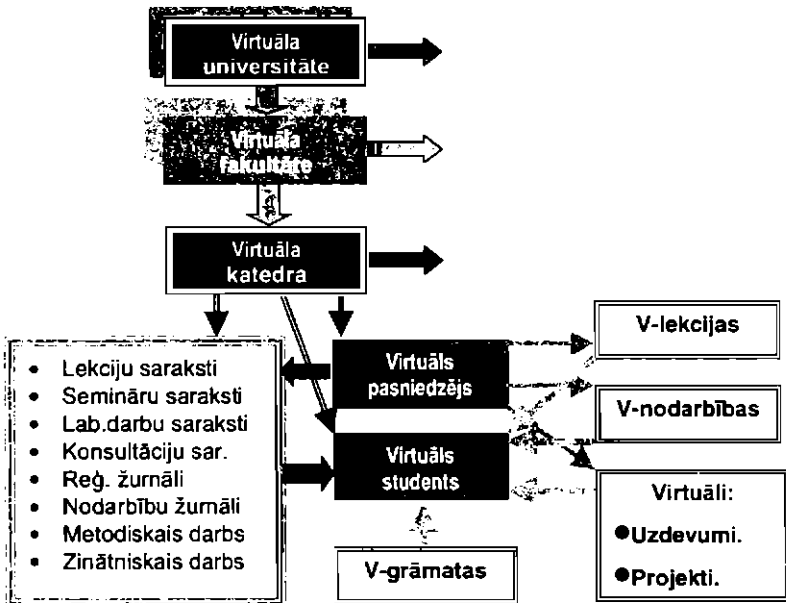 Virtuāla
universitāte
Virtuāla
fakultāte
Virtuāla
katedra
• Lekciju saraksti
• Semināru saraksti
• Lab.darbu saraksti
• Konsultāciju sar.
• Reģ. žurnāli
• Nodarbību žurnāli
• Metodiskais darbs
• Zinātniskais darbs
Virtuāls
pasniedzējs
Virtuāls
students
V-grāmatas
V-lekcijas
V-nodarbības
Virtuāli:
●Uzdevumi.
●Projekti.